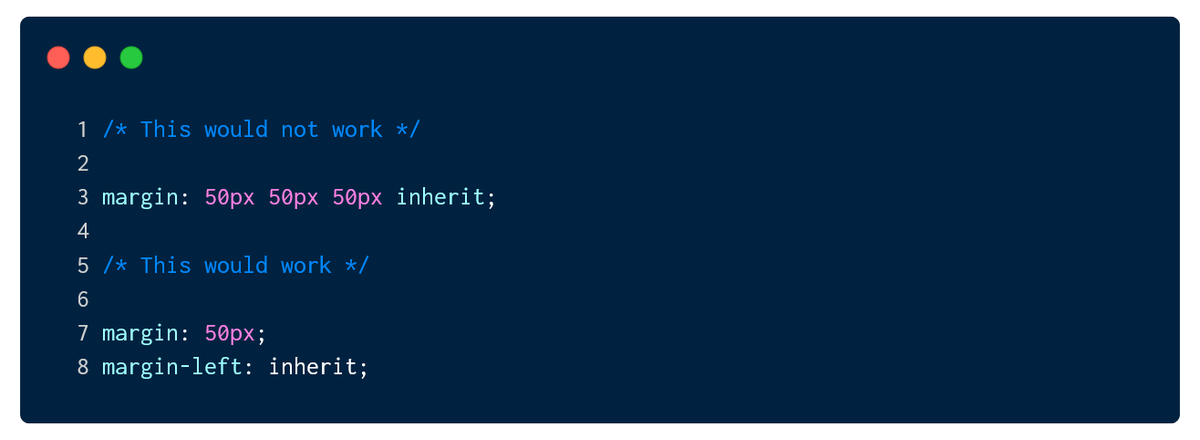 1 /* This would not work */
2
3 margin: 50px 50px 50px inherit;
4
5 /* This would work */
6
7 margin: 50px;
8 margin-left: inherit;